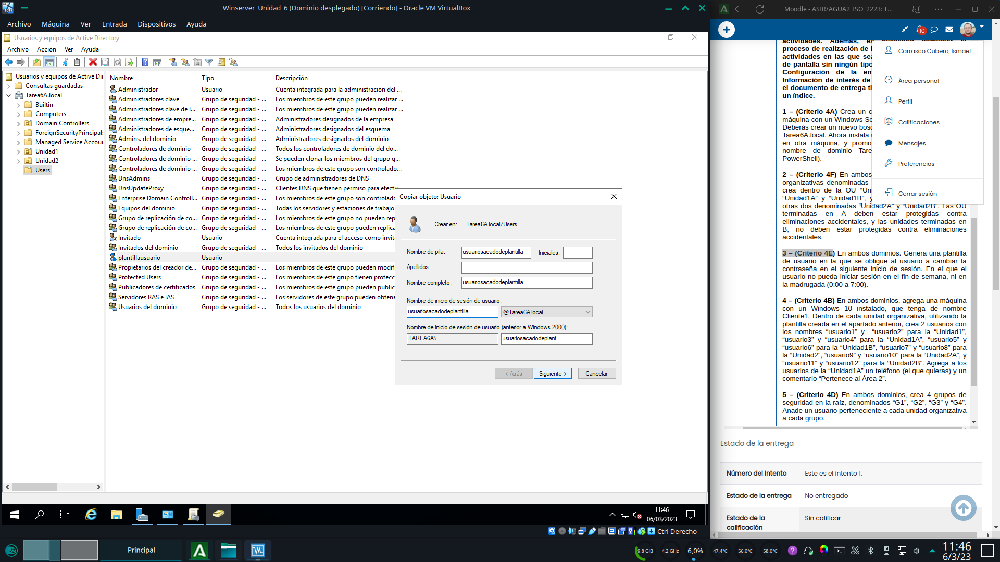 Winserver_Unidad_6 (Dominio desplegado) [Corriendo] - Oracle VM VirtualBox
Archivo Máquina Ver Entrada Dispositivos Ayuda
Usuarios y equipos de Active Directory
Archivo Acción Ver Ayuda
Usuarios y equipos de Active Dir
Consultas guardadas
Tarea6A.local
Builtin
Computers
Domain Controllers
ForeignSecurityPrincipals
Managed Service Accour
Unidad1
Unidad2
Users
Nombre Tipo Descripción
Administrador Usuario Cuenta integrada para la administración del ...
Administradores clave Grupo de seguridad - ... Los miembros de este grupo pueden realizar ...
Administradores clave de l... Grupo de seguridad - ... Los miembros de este grupo pueden realizar ...
Administradores de empre... Grupo de seguridad - ... Administradores designados de la empresa
Administradores de esque... Grupo de seguridad - ... Administradores designados del esquema
Admins. del dominio Grupo de seguridad - ... Administradores designados del dominio
Controladores de dominio Grupo de seguridad - ... Todos los controladores de dominio del do...
Controladores de dominio ... Grupo de seguridad - ... Se pueden clonar los miembros del grupo q...
Controladores de dominio ... Grupo de seguridad - ... Los miembros de este grupo son controlado...
DnsAdmins Grupo de seguridad - ... Grupo de administradores de DNS
DnsUpdateProxy Grupo de seguridad - ... Clientes DNS que tienen permiso para efectu
Enterprise Domain Controll... Grupo de seguridad - ... Los miembros de este grupo son controlado
Equipos del dominio Grupo de seguridad - ... Todas los servidores y estaciones de trabajo
Grupo de replicación de co... Grupo de seguridad - ... Los miembros de este grupo no pueden rep
Grupo de replicación de co... Grupo de seguridad - ... Los miembros de este grupo pueden replica
Invitado Usuario Cuenta integrada para el acceso como invit
Invitados del dominio Grupo de seguridad - ... Todos los invitados del dominio
plantillausuario Usuario
Propietarios del creador de... Grupo de seguridad - ... Los miembros de este grupo pueden modifi
Protected Users Grupo de seguridad - ... Los miembros de este grupo tienen protecc
Publicadores de certificados Grupo de seguridad - ... Los miembros de este grupo pueden public
Servidores RAS e IAS Grupo de seguridad - ... Los servidores de este grupo pueden obtene
Usuarios del dominio Grupo de seguridad - ... Todos los usuarios del dominio
Copiar objeto: Usuario
Crear en: Tarea6A.local/Users
Nombre de pila: usuariosacadodeplantilla Iniciales:
Apellidos:
Nombre completo: usuariosacadodeplantilla
Nombre de inicio de sesión de usuario:
usuariosacadodeplantilla @Tarea6A.local
Nombre de inicio de sesión de usuario (anterior a Windows 2000):
TAREA6A\ usuariosacadodeplant
< Atrás Siguiente > Cancelar
11:46
06/03/2023
Ctrl Derecho
Moodle - ASIR/AGUA2_ISO_2223: T...
10
Carrasco Cubero, Ismael
Área personal
Perfil
Calificaciones
Mensajes
Preferencias
Cerrar sesión
proceso de realización de l
actividades en las que sea
de pantalla sin ningún tipo
Configuración de la en
Información de interés de
el documento de entrega ti
un índice.
1 – (Criterio 4A) Crea un c
máquina con un Windows Se
Deberás crear un nuevo bosc
Tarea6A.local. Ahora instala
en otra máquina, y promo
nombre de dominio Tare
PowerShell).
2 – (Criterio 4F) En ambos
organizativas denominadas
crea dentro de la OU “Un
“Unidad1A” y “Unidad1B”, y
otras dos denominadas “Unidad2A” y “Unidad2B”. Las OU
terminadas en A deben estar protegidas contra
eliminaciones accidentales, y las unidades terminadas en
B, no deben estar protegidas contra eliminaciones
accidentales.
3 – (Criterio 4E) En ambos dominios. Genera una plantilla
de usuario en la que se obligue al usuario a cambiar la
contraseña en el siguiente inicio de sesión. En el que el
usuario no pueda iniciar sesión en el fin de semana, ni en
la madrugada (0:00 a 7:00).
4 – (Criterio 4B) En ambos dominios, agrega una máquina
con un Windows 10 instalado, que tenga de nombre
Cliente1. Dentro de cada unidad organizativa, utilizando la
plantilla creada en el apartado anterior, crea 2 usuarios con
los nombres “usuario1” y “usuario2” para la “Unidad1”,
“usuario3” y “usuario4” para la “Unidad1A”, “usuario5” y
“usuario6” para la “Unidad1B”, “usuario7” y “usuario8” para
la “Unidad2”, “usuario9” y “usuario10” para la “Unidad2A”, y
“usuario11” y “usuario12” para la “Unidad2B”. Agrega a los
usuarios de la “Unidad1A” un teléfono (el que quieras) y un
comentario “Pertenece al Área 2”.
5 – (Criterio 4D) En ambos dominios, crea 4 grupos de
seguridad en la raíz, denominados “G1”, “G2”, “G3” y “G4”.
Añade un usuario perteneciente a cada unidad organizativa
a cada grupo.
Estado de la entrega
Número del Intento Este es el intento 1.
Estado de la entrega No entregado
Estado de la calificación Sin calificar
Principal
9,8 GiB 4,2 GHz 6,0% 47,4°C 56,0°C 58,0°C
11:46
6/3/23